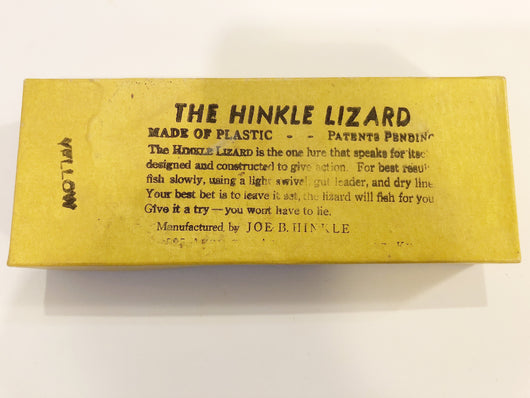 THE HINKLE LIZARD
MADE OF PLASTIC - - PATENTS PENDING
The HINKLE LIZARD is the one lure that speaks for itse
designed and constructed to give action. For best resul
fish slowly, using a light swivel, gut leader, and dry line
Your best bet is to leave it set, the lizard will fish for you
Give it a try—you wont have to lie.
Manufactured by JOE B. HINKLE
YELLOW